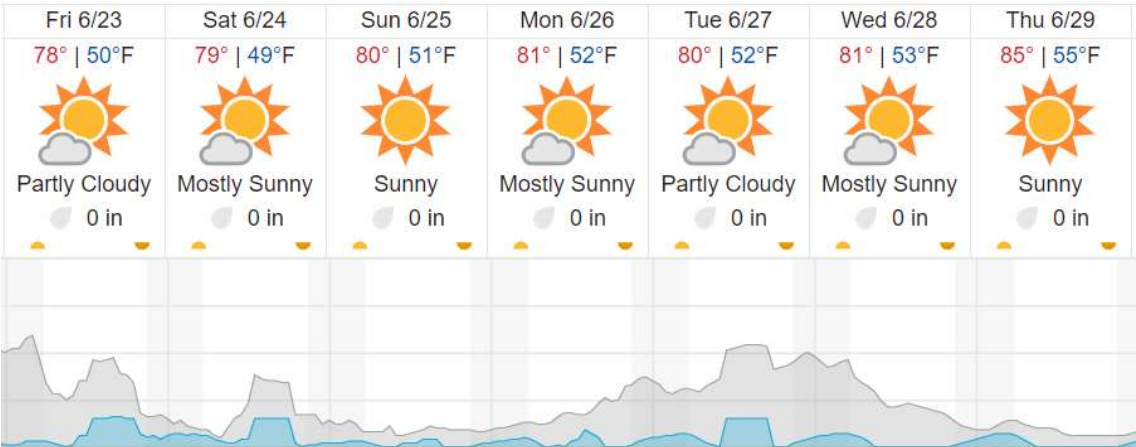 Fri 6/23 Sat 6/24 Sun 6/25 Mon 6/26 Tue 6/27 Wed 6/28 Thu 6/29
78° | 50°F 79° | 49°F 80° | 51°F 81° | 52°F 80° | 52°F 81° | 53°F 85° | 55°F
Partly Cloudy Mostly Sunny Sunny Mostly Sunny Partly Cloudy Mostly Sunny Sunny
0 in 0 in 0 in 0 in 0 in 0 in 0 in